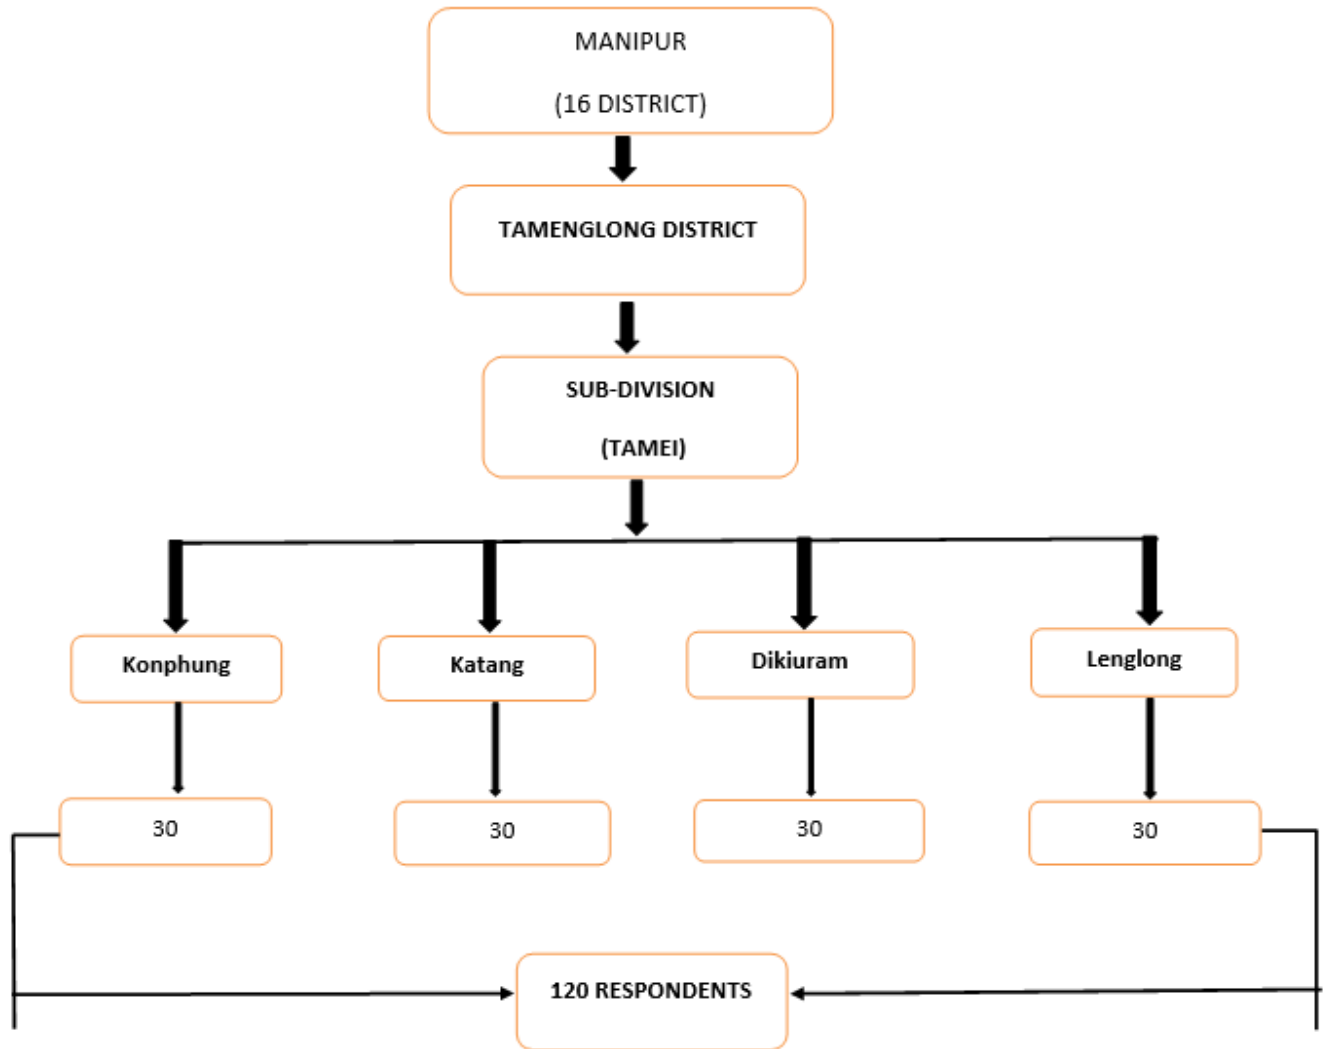 MANIPUR
(16 DISTRICT)
TAMENGLONG DISTRICT
SUB-DIVISION
(TAMEI)
Konphung
Katang
Dikiuram
Lenglong
30
30
30
30
120 RESPONDENTS